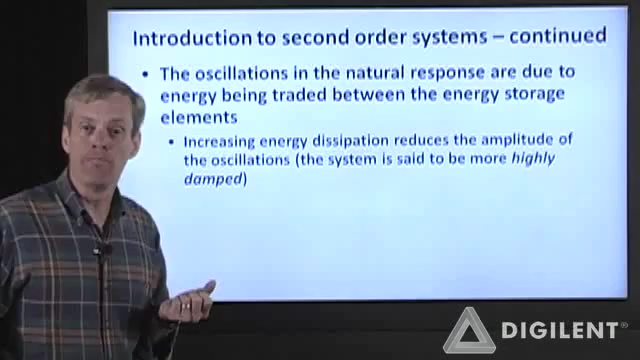 Introduction to second order systems – continued
• The oscillations in the natural response are due to
energy being traded between the energy storage
elements
• Increasing energy dissipation reduces the amplitude of
the oscillations (the system is said to be more highly
damped)
DIGILENT®